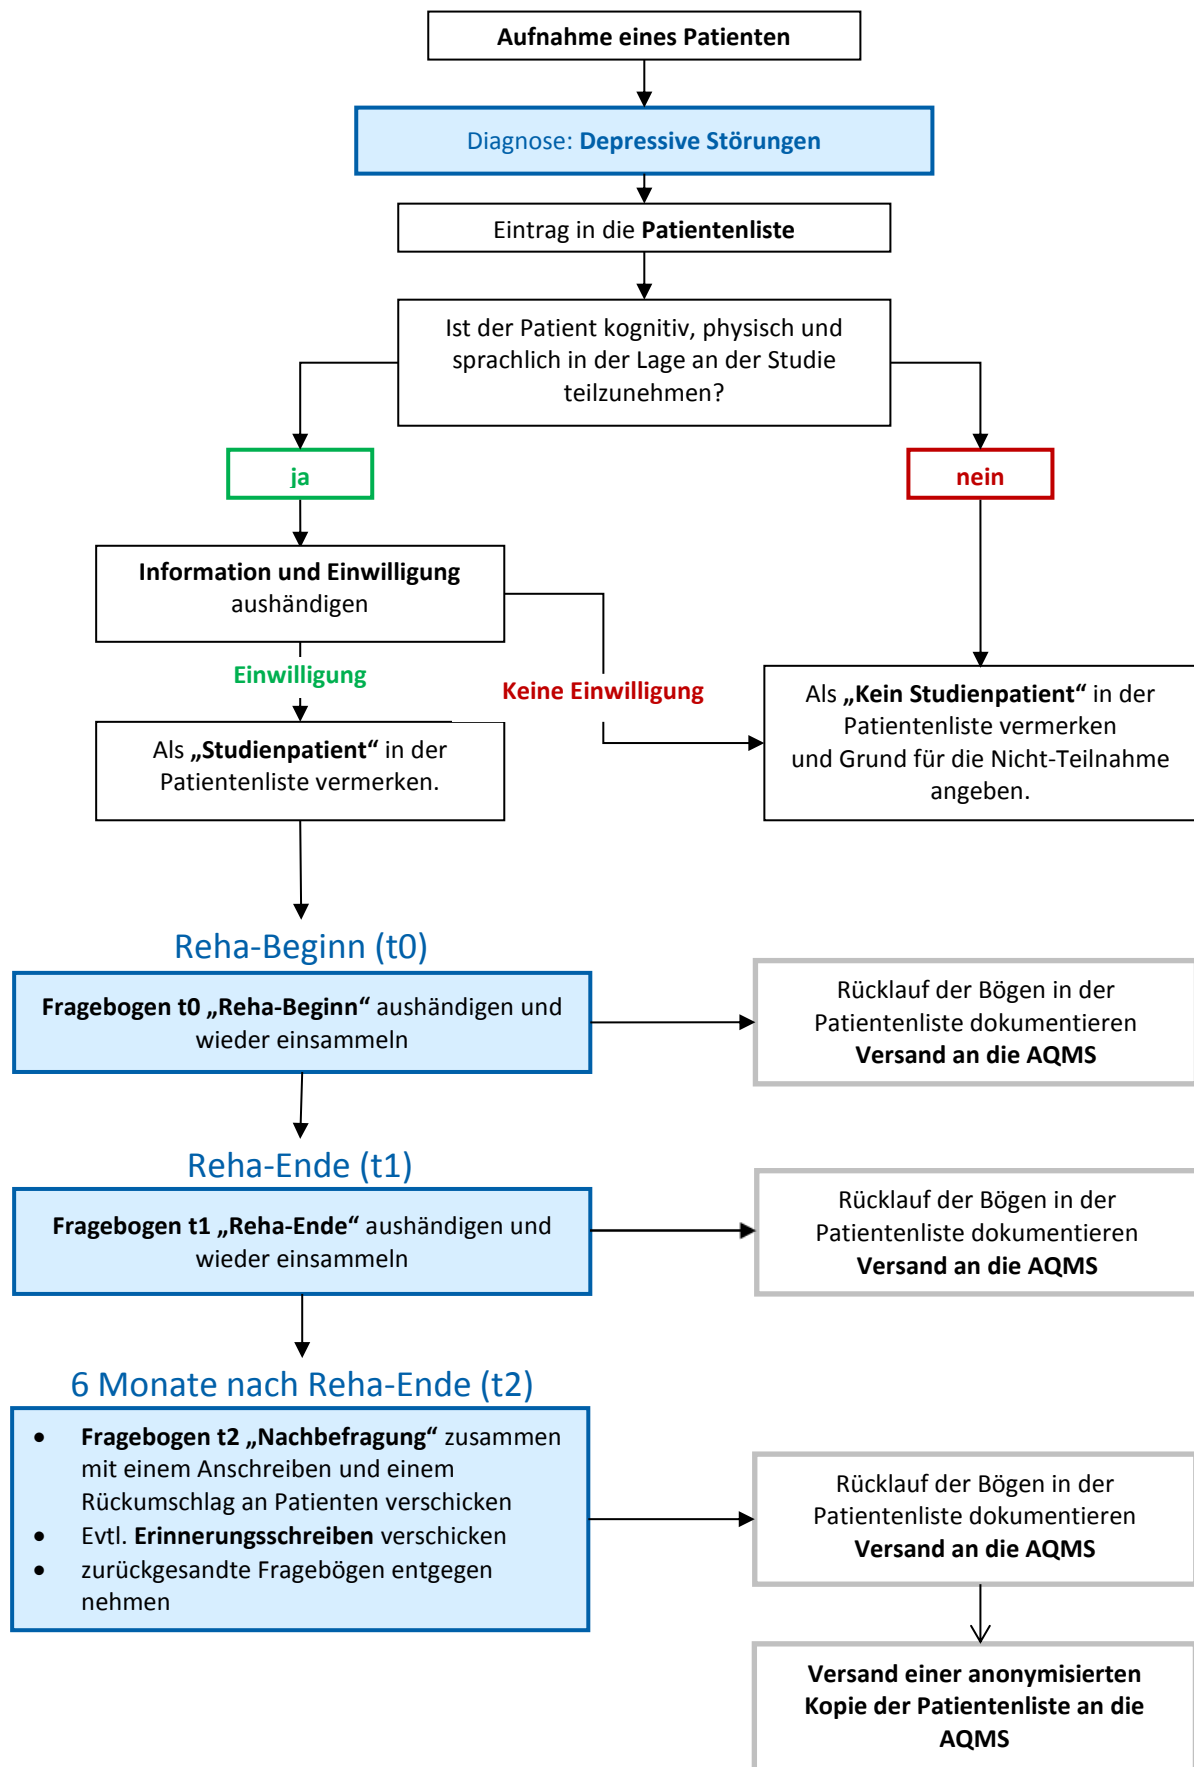 Aufnahme eines Patienten
Diagnose: Depressive Störungen
Eintrag in die Patientenliste
Ist der Patient kognitiv, physisch und
sprachlich in der Lage an der Studie
teilzunehmen?
ja
nein
Information und Einwilligung
aushändigen
Einwilligung
Keine Einwilligung
Als „Studienpatient“ in der
Patientenliste vermerken.
Als „Kein Studienpatient“ in der
Patientenliste vermerken
und Grund für die Nicht-Teilnahme
angeben.
Reha-Beginn (t0)
Fragebogen t0 „Reha-Beginn“ aushändigen und
wieder einsammeln
Rücklauf der Bögen in der
Patientenliste dokumentieren
Versand an die AQMS
Reha-Ende (t1)
Fragebogen t1 „Reha-Ende“ aushändigen und
wieder einsammeln
Rücklauf der Bögen in der
Patientenliste dokumentieren
Versand an die AQMS
6 Monate nach Reha-Ende (t2)
• Fragebogen t2 „Nachbefragung“ zusammen
mit einem Anschreiben und einem
Rückumschlag an Patienten verschicken
• Evtl. Erinnerungsschreiben verschicken
• zurückgesandte Fragebögen entgegen
nehmen
Rücklauf der Bögen in der
Patientenliste dokumentieren
Versand an die AQMS
Versand einer anonymisierten
Kopie der Patientenliste an die
AQMS